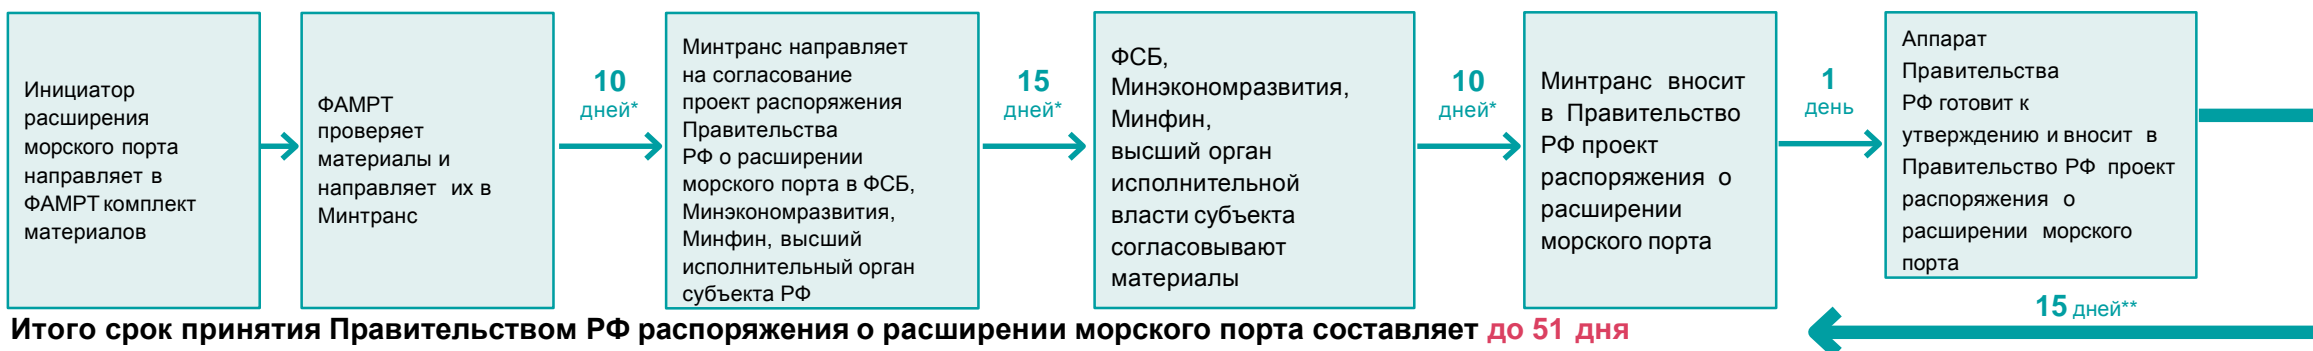 Инициатор
расширения
морского порта
направляет в
ФАМРТ комплект
материалов
ФАМРТ
проверяет
материалы и
направляет их в
Минтранс
10
дней*
Минтранс направляет
на согласование
проект распоряжения
Правительства
РФ о расширении
морского порта в ФСБ,
Минэкономразвития,
Минфин, высший
исполнительный орган
субъекта РФ
15
дней*
ФСБ,
Минэкономразвития,
Минфин,
высший орган
исполнительной
власти субъекта
согласовывают
материалы
10
дней*
Минтранс вносит
в Правительство
РФ проект
распоряжения о
расширении
морского порта
1
день
Аппарат
Правительства
РФ готовит к
утверждению и вносит в
Правительство РФ проект
распоряжения о
расширении морского
порта
15 дней**
Итого срок принятия Правительством РФ распоряжения о расширении морского порта составляет до 51 дня